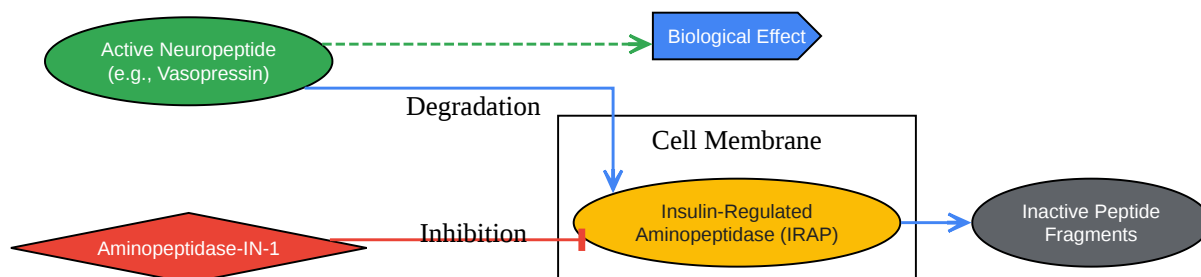 Active Neuropeptide
(e.g., Vasopressin)
Biological Effect
Degradation
Cell Membrane
Insulin-Regulated
Aminopeptidase (IRAP)
Inactive Peptide
Fragments
Aminopeptidase-IN-1
Inhibition